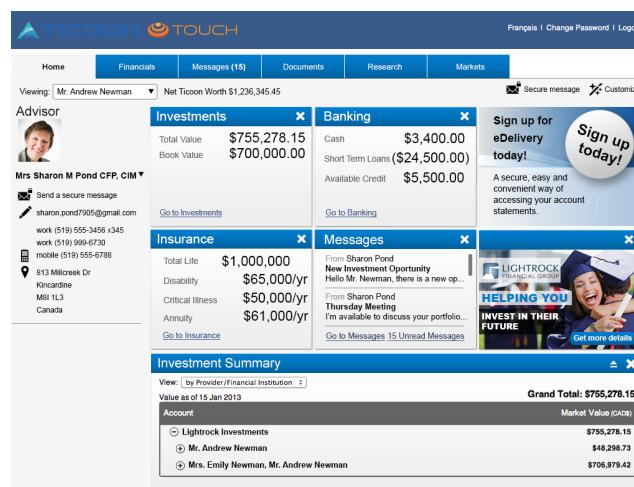 ATICOON TOUCH
Français I Change Password I Logo
Home Financials Messages (15) Documents Research Markets
Viewing: Mr. Andrew Newman Net Ticoon Worth $1,236,345.45
Secure message Customiz
Advisor
Mrs Sharon M Pond CFP, CIM
Send a secure message
sharon.pond7905@gmail.com
work (519) 555-3456 x345
work (519) 999-6730
mobile (519) 555-6788
813 Millcreek Dr
Kincardine
M8I 1L3
Canada
Investments
Total Value $755,278.15
Book Value $700,000.00
Go to Investments
Banking
Cash $3,400.00
Short Term Loans ($24,500.00)
Available Credit $5,500.00
Go to Banking
Sign up for
eDelivery
today!
Sign up
today!
A secure, easy and
convenient way of
accessing your account
statements.
Insurance
Total Life $1,000,000
Disability $65,000/yr
Critical Illness $50,000/yr
Annuity $61,000/yr
Go to Insurance
Messages
From Sharon Pond
New Investment Oportunity
Hello Mr. Newman, there is a new op...
From Sharon Pond
Thursday Meeting
I'm available to discuss your portfolio...
Go to Messages 15 Unread Messages
LIGHTROCK
FINANCIAL GROUP
HELPING YOU
INVEST IN THEIR
FUTURE
Get more details
Investment Summary
View: by Provider/Financial Institution
Value as of 15 Jan 2013
Grand Total: $755,278.15
Account Market Value (CAD$)
Lightrock Investments $755,278.15
Mr. Andrew Newman $48,298.73
Mrs. Emily Newman, Mr. Andrew Newman $706,979.42